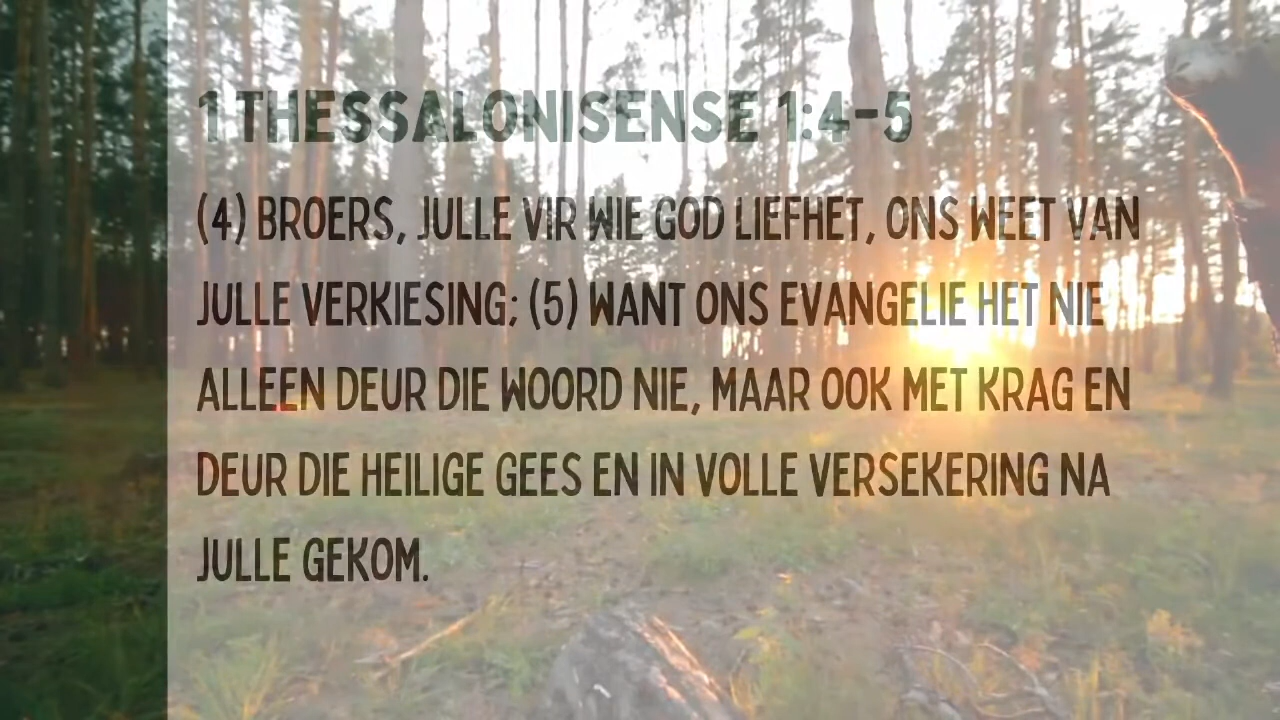 1 THESSALONISENSE 1:4-5
(4) BROERS, JULLE VIR WIE GOD LIEFHET, ONS WEET VAN
JULLE VERKIESING; (5) WANT ONS EVANGELIE HET NIE
ALLEEN DEUR DIE WOORD NIE, MAAR OOK MET KRAG EN
DEUR DIE HEILIGE GEES EN IN VOLLE VERSEKERING NA
JULLE GEKOM.